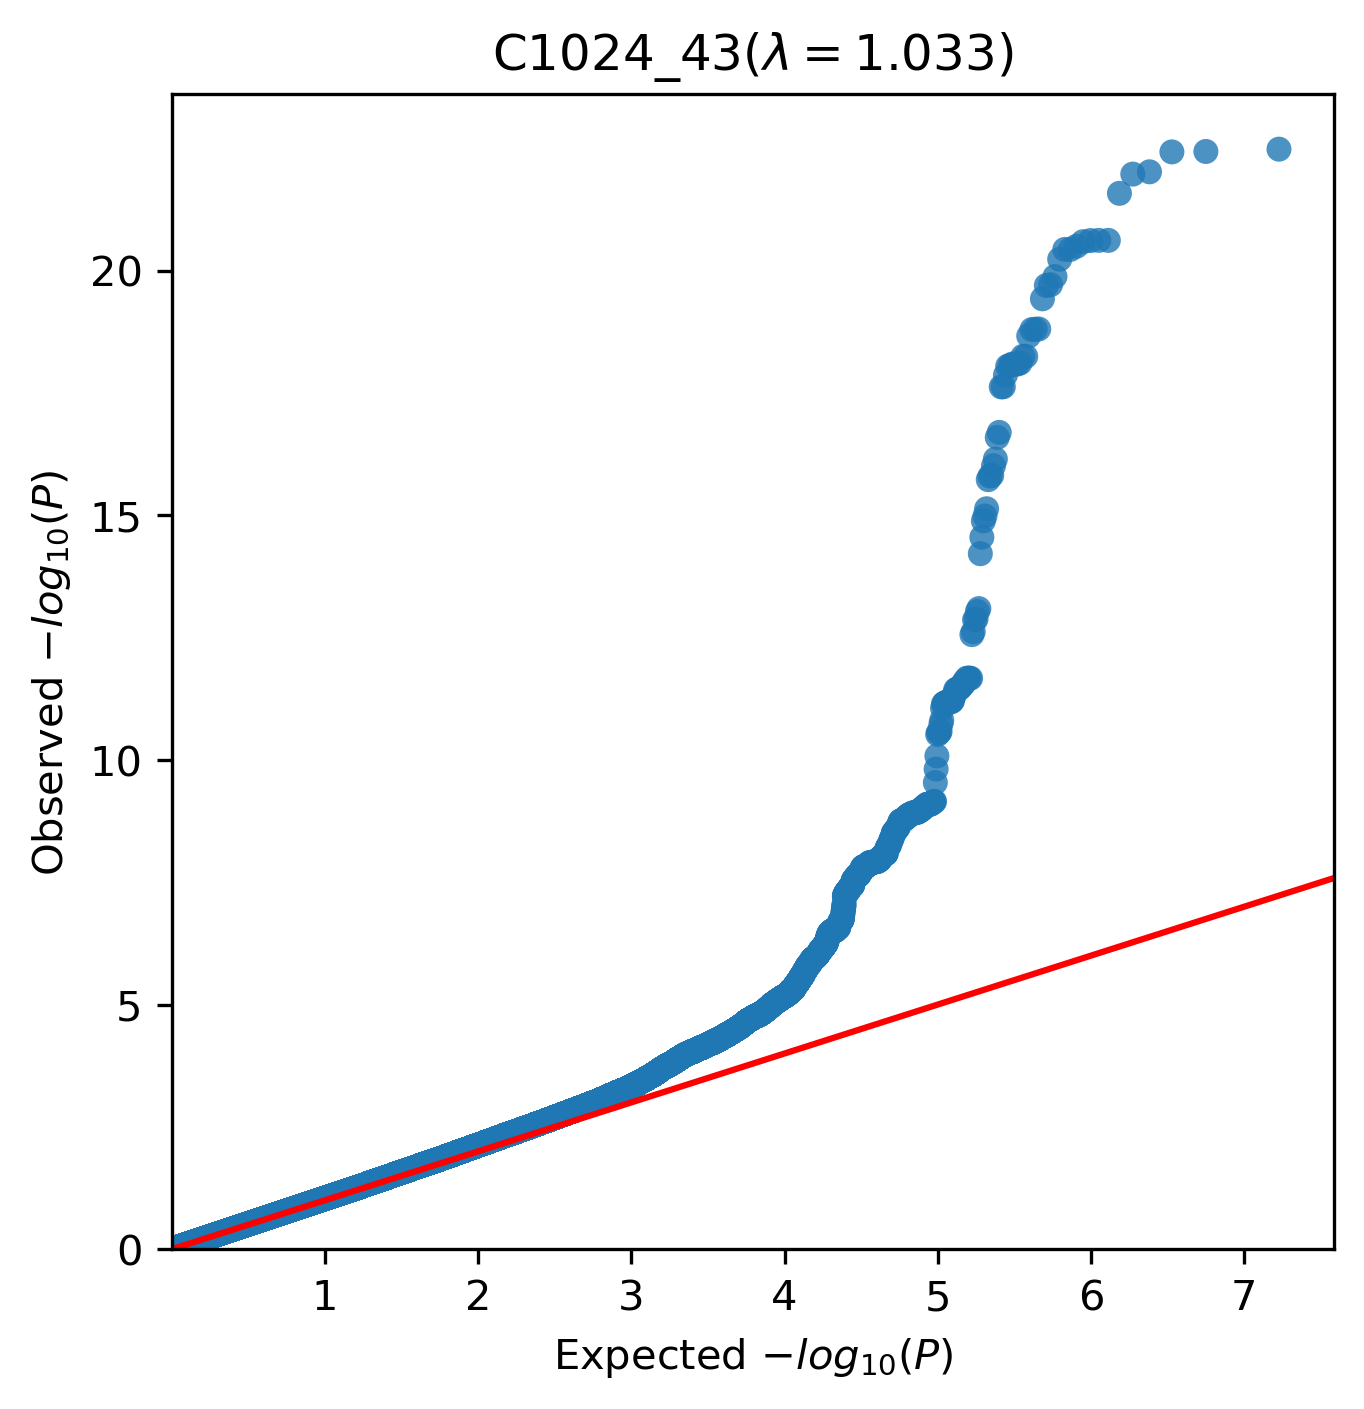 C1024_43(λ = 1.033)
Observed −log₁₀(P)
20
15
10
5
0
1 2 3 4 5 6 7
Expected −log₁₀(P)